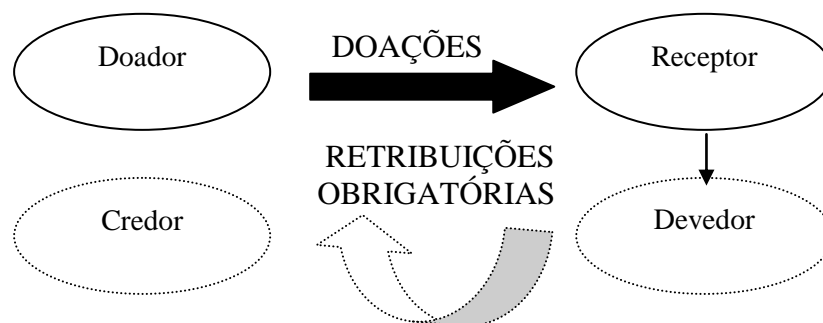 Doador
DOAÇÕES
Receptor
RETRIBUIÇÕES
OBRIGATÓRIAS
Credor
Devedor